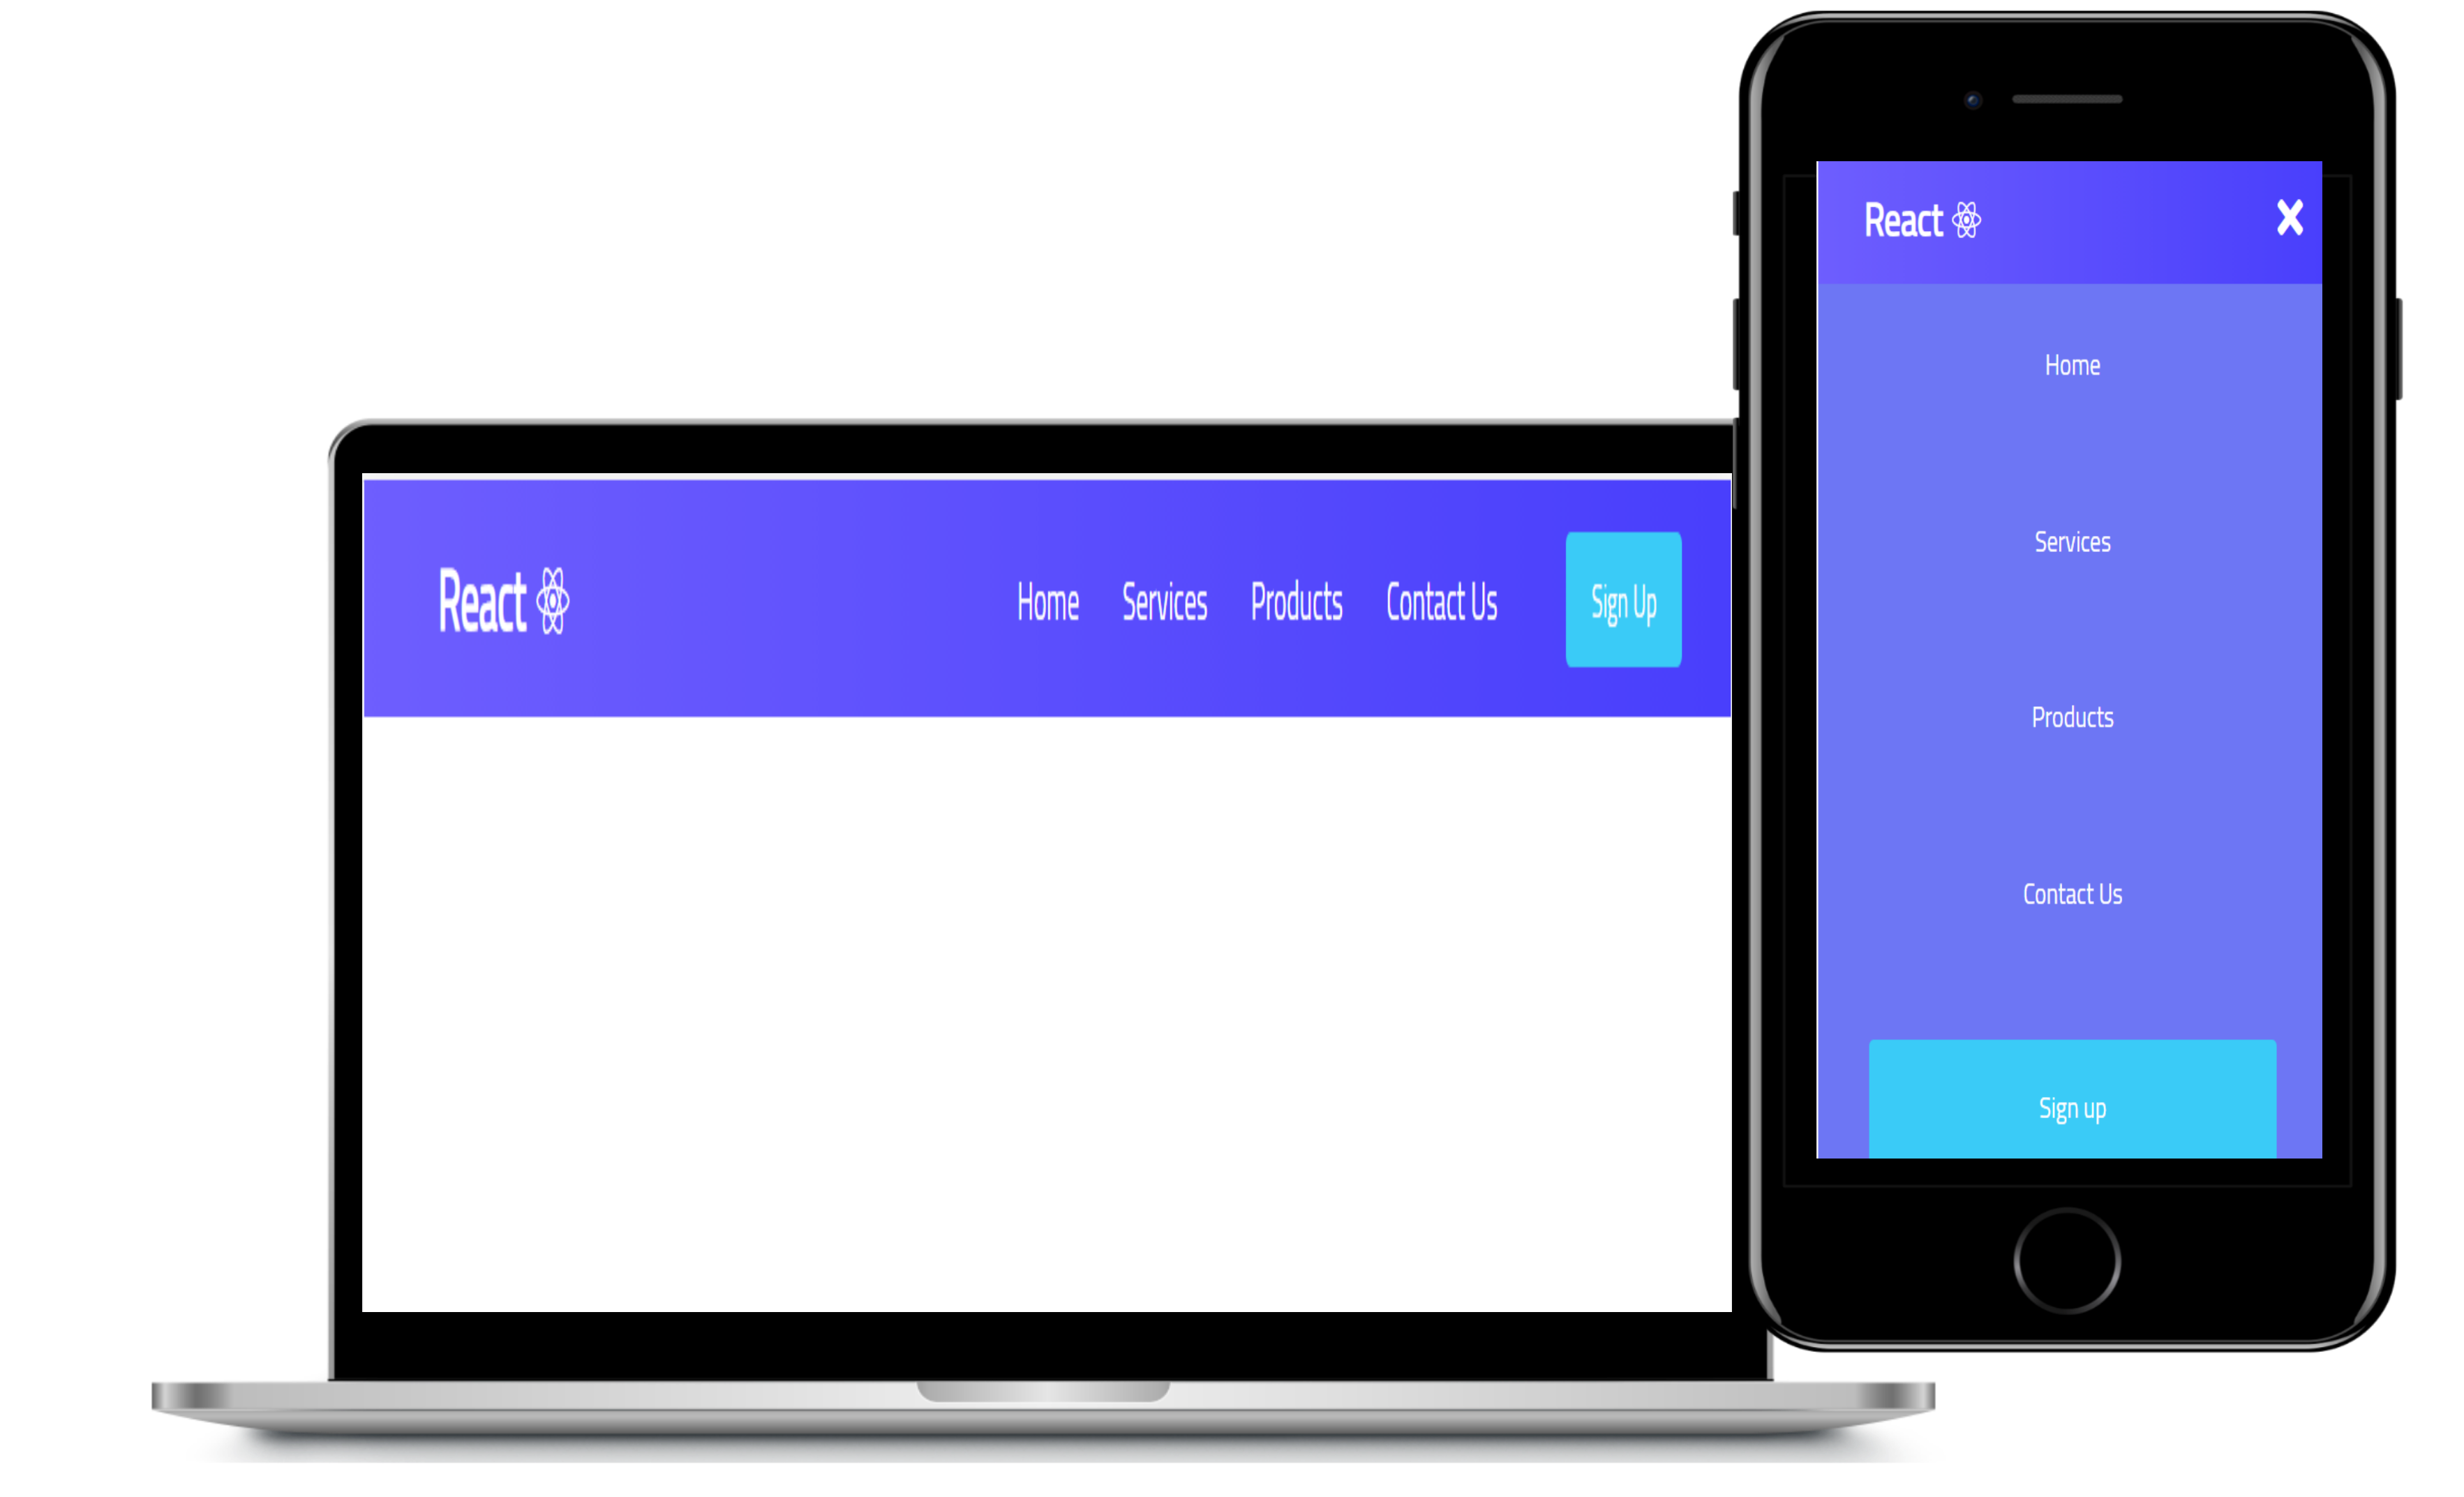 React
Home Services Products Contact Us Sign Up
React
Home
Services
Products
Contact Us
Sign up